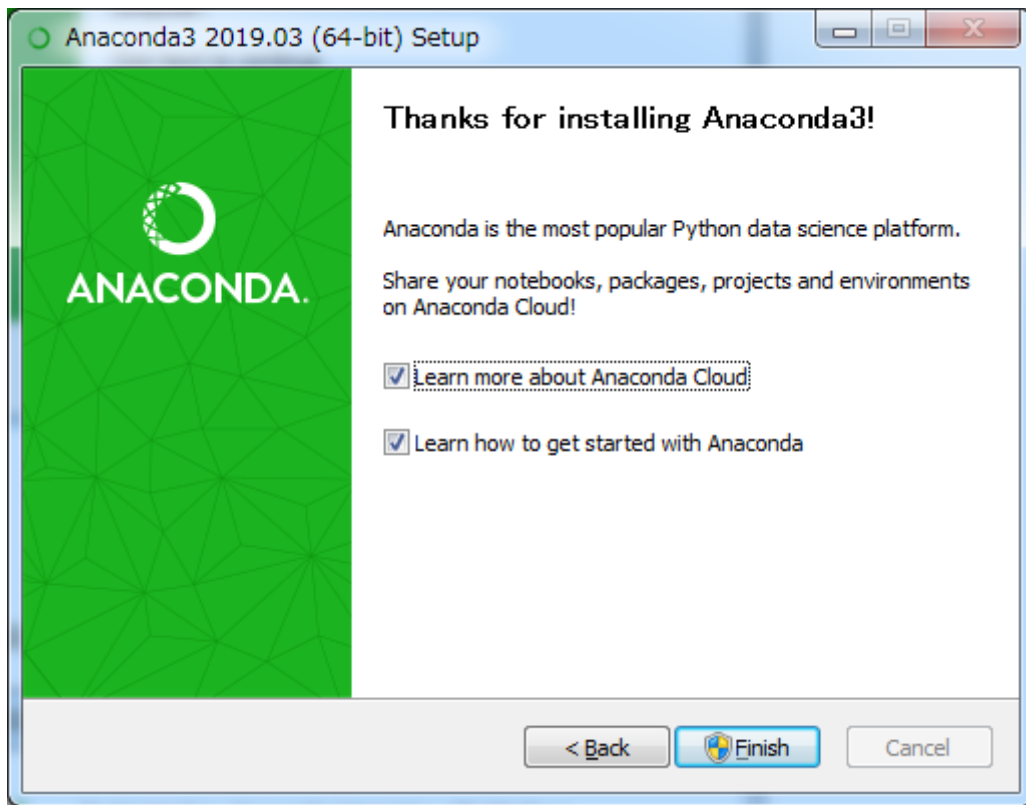 Anaconda3 2019.03 (64-bit) Setup
Thanks for installing Anaconda3!
ANACONDA.
Anaconda is the most popular Python data science platform.
Share your notebooks, packages, projects and environments
on Anaconda Cloud!
Learn more about Anaconda Cloud
Learn how to get started with Anaconda
< Back
Finish
Cancel